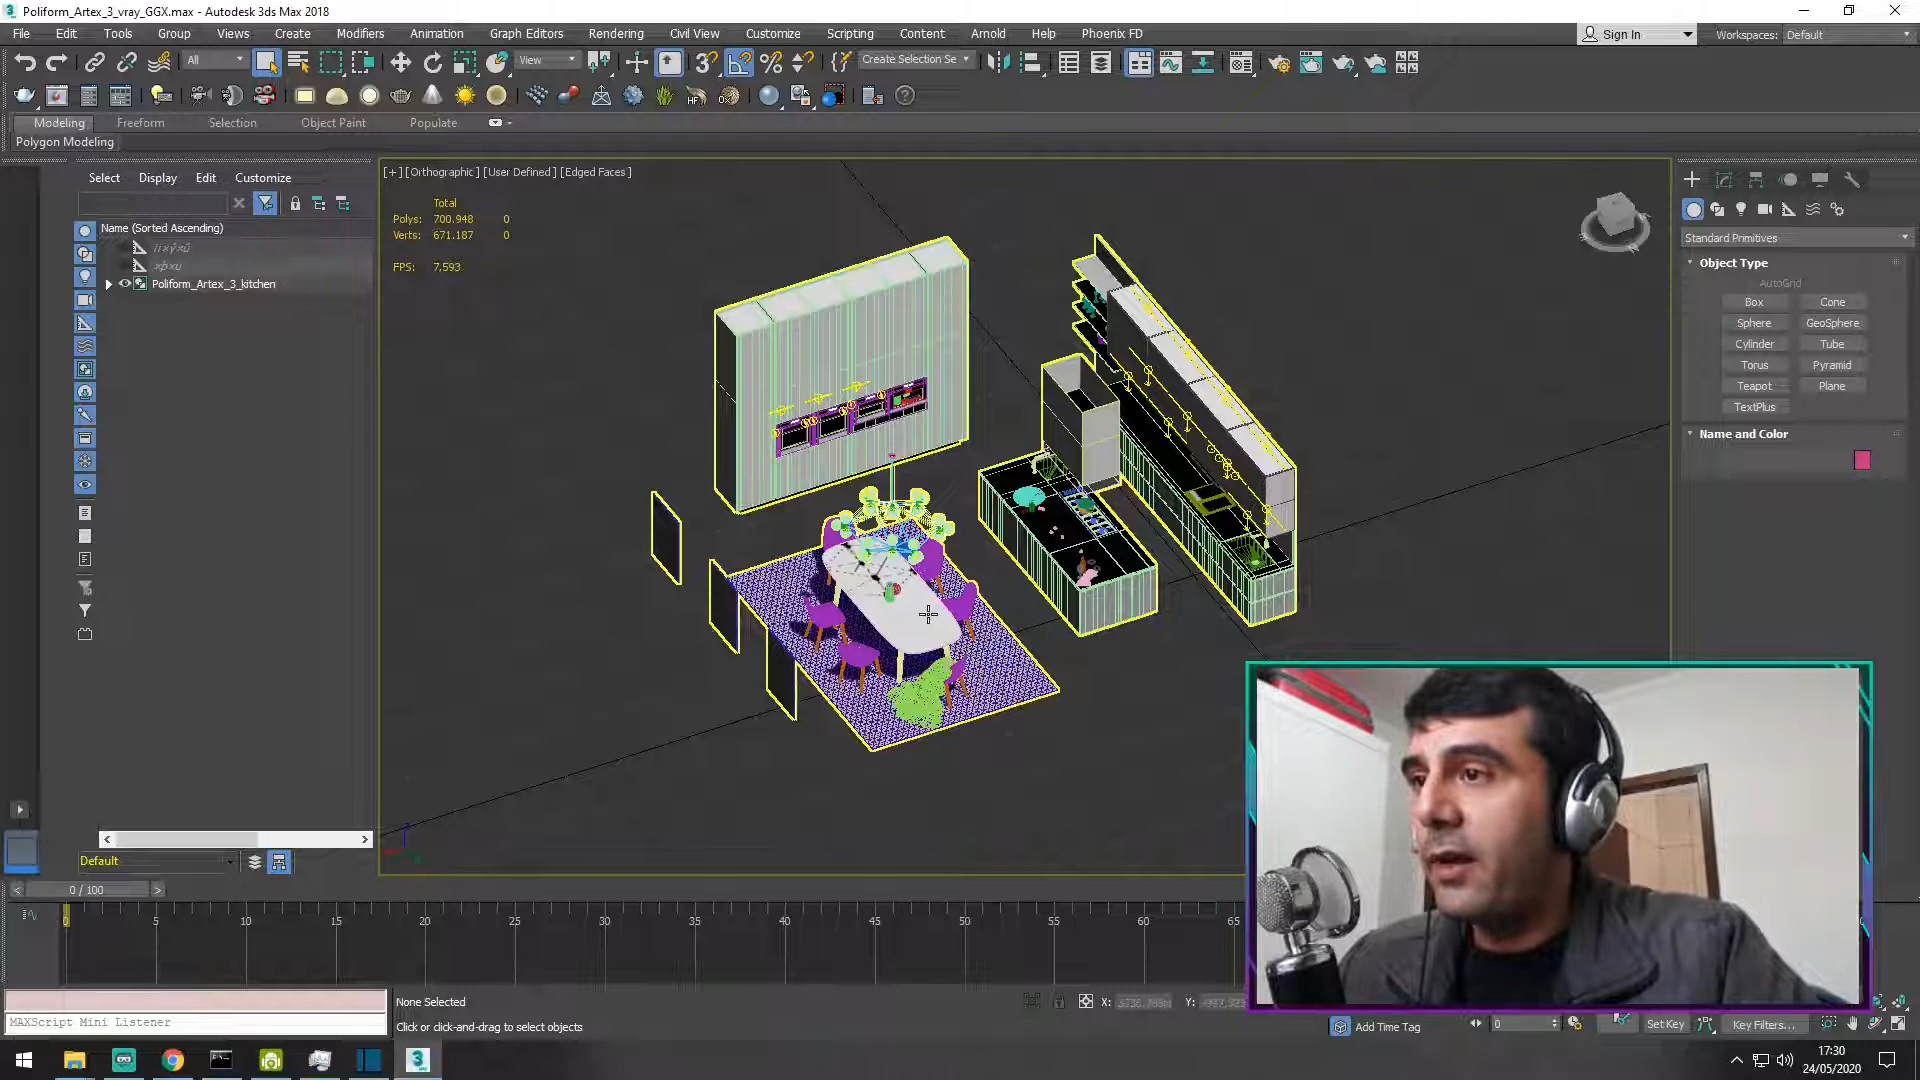 Poliform_Artex_3_vray_GGX.max - Autodesk 3ds Max 2018
File Edit Tools Group Views Create Modifiers Animation Graph Editors Rendering Civil View Customize Scripting Content Arnold Help Phoenix FD
Sign In
Workspaces: Default
All
View
Create Selection Se
Modeling Freeform Selection Object Paint Populate
Polygon Modeling
Select Display Edit Customize
Name (Sorted Ascending)
Poliform_Artex_3_kitchen
[+] [Orthographic] [User Defined] [Edged Faces]
Total
Polys: 700.948 0
Verts: 671.187 0
FPS: 7,593
Standard Primitives
Object Type
AutoGrid
Box Cone
Sphere GeoSphere
Cylinder Tube
Torus Pyramid
Teapot Plane
TextPlus
Name and Color
Default
0 / 100
0 5 10 15 20 25 30 35 40 45 50 55 60 65
None Selected
X: Y:
MAXScript Mini Listener
Click or click-and-drag to select objects
Add Time Tag
0
Set Key
Key Filters...
17:30
24/05/2020